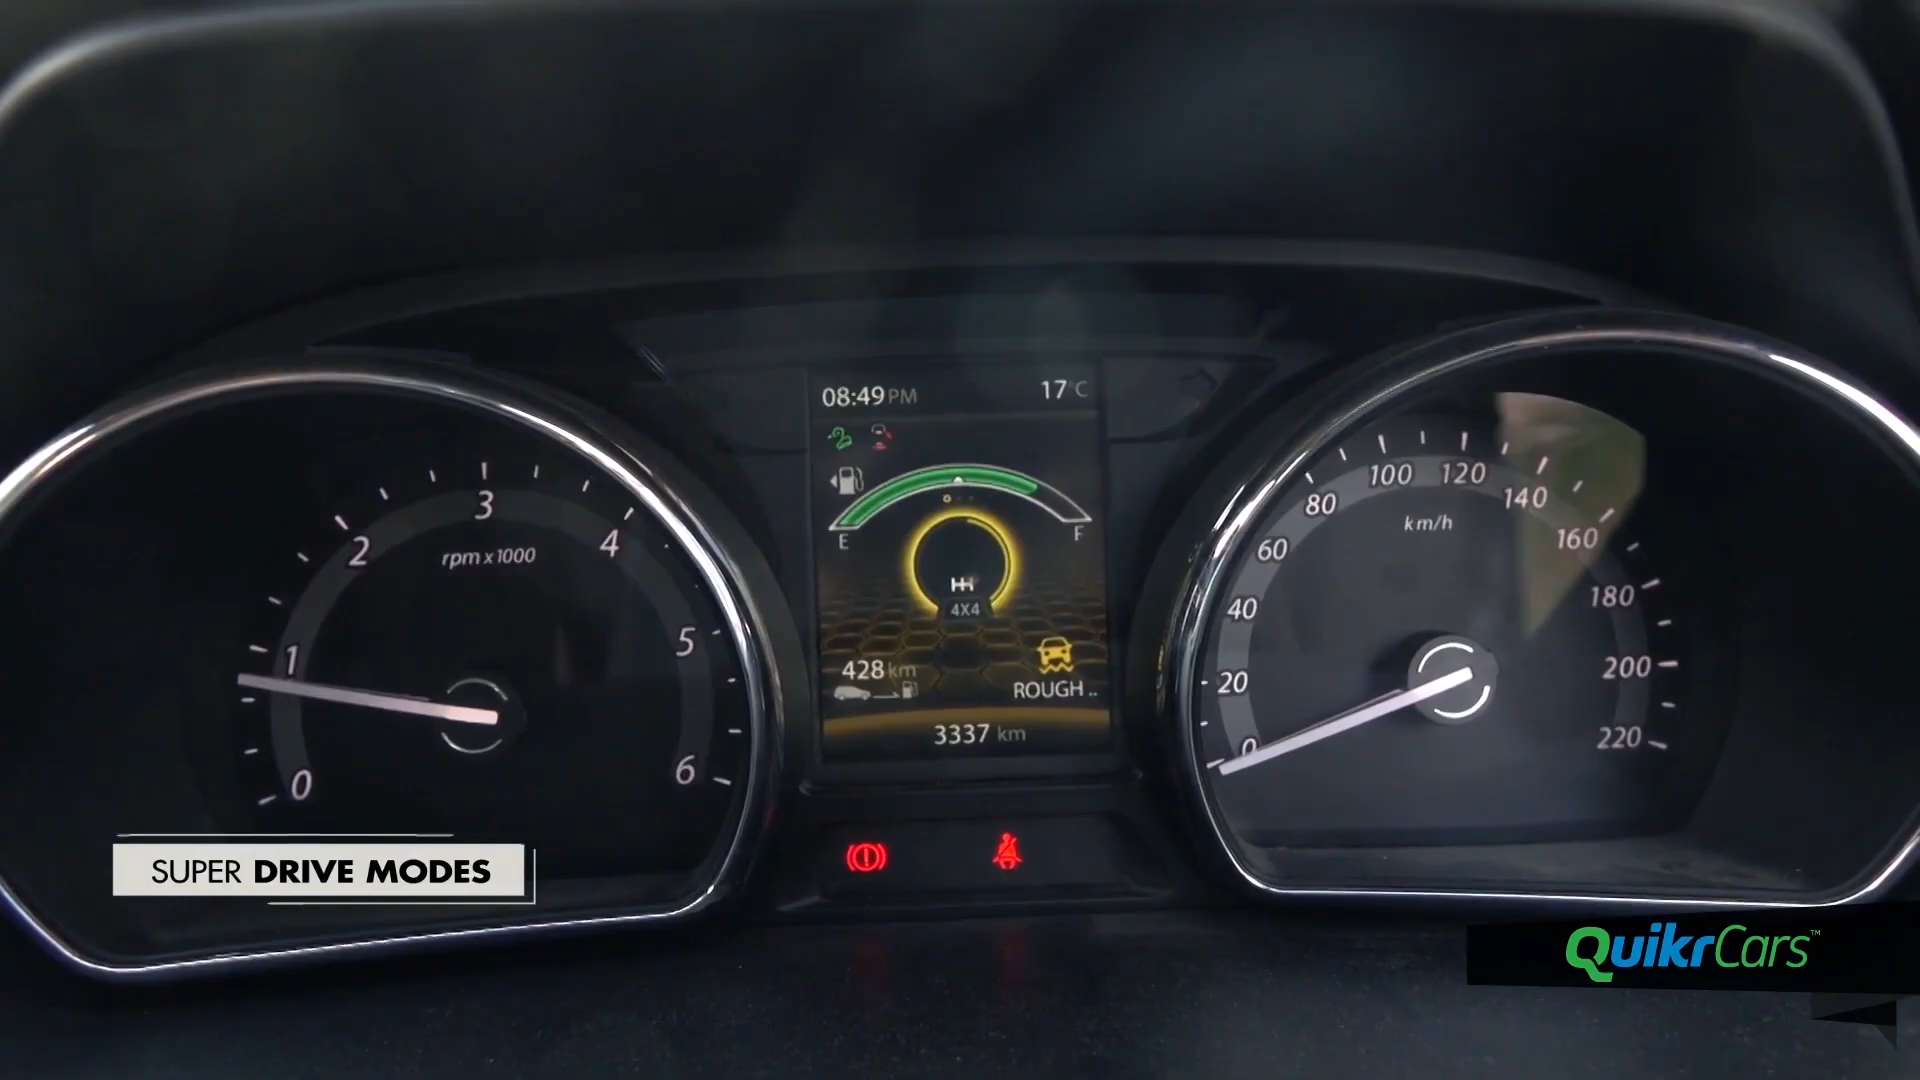 08:49 PM 17°C
E F
4X4
428 km
ROUGH ..
3337 km
0 1 2 3 4 5 6
rpm x 1000
0 20 40 60 80 100 120 140 160 180 200 220
km/h
SUPER DRIVE MODES
QuikrCars™